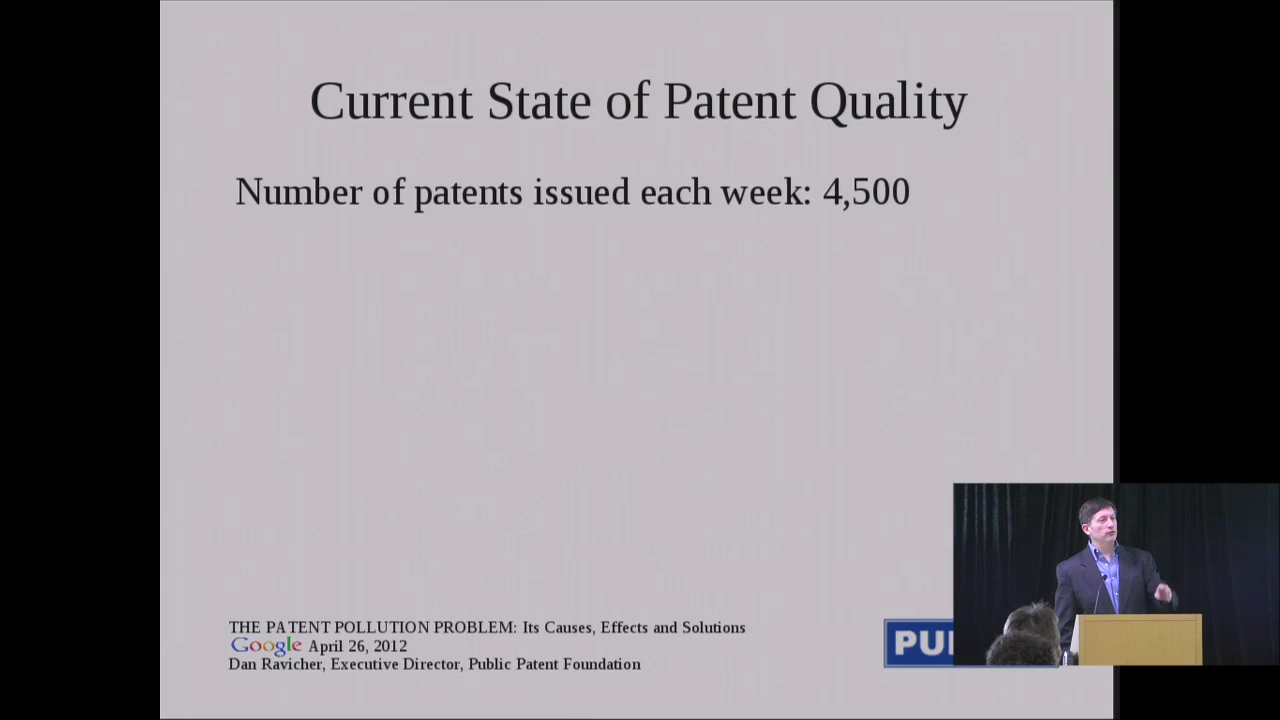 Current State of Patent Quality
Number of patents issued each week: 4,500
THE PATENT POLLUTION PROBLEM: Its Causes, Effects and Solutions
Google April 26, 2012
Dan Ravicher, Executive Director, Public Patent Foundation